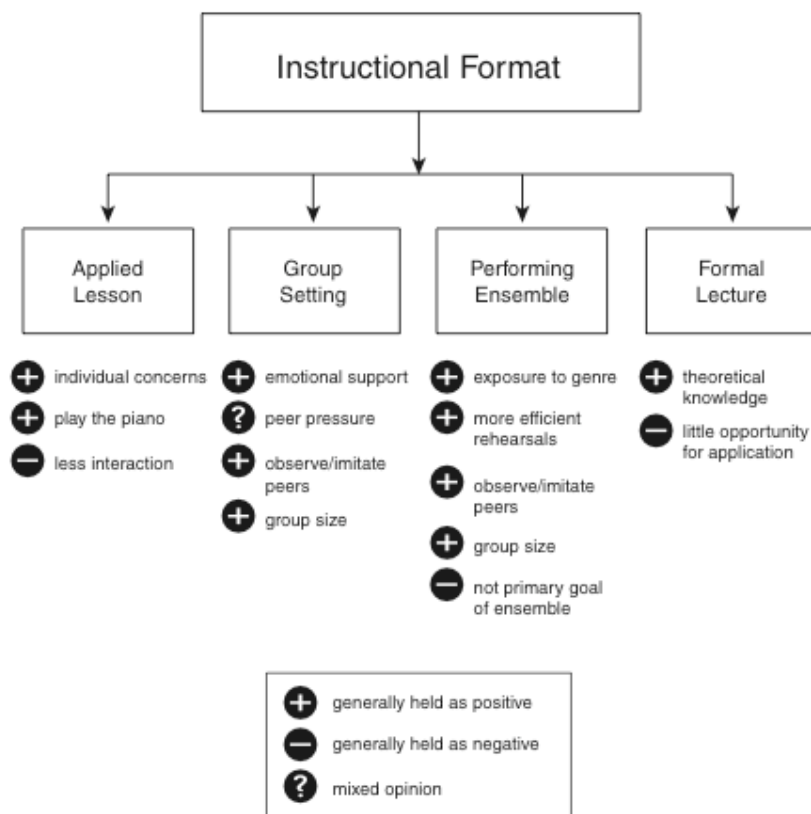 Instructional Format
Applied
Lesson
Group
Setting
Performing
Ensemble
Formal
Lecture
+ individual concerns
+ play the piano
− less interaction
+ emotional support
? peer pressure
+ observe/imitate
peers
+ group size
+ exposure to genre
+ more efficient
rehearsals
+ observe/imitate
peers
+ group size
− not primary goal
of ensemble
+ theoretical
knowledge
− little opportunity
for application
+ generally held as positive
− generally held as negative
? mixed opinion